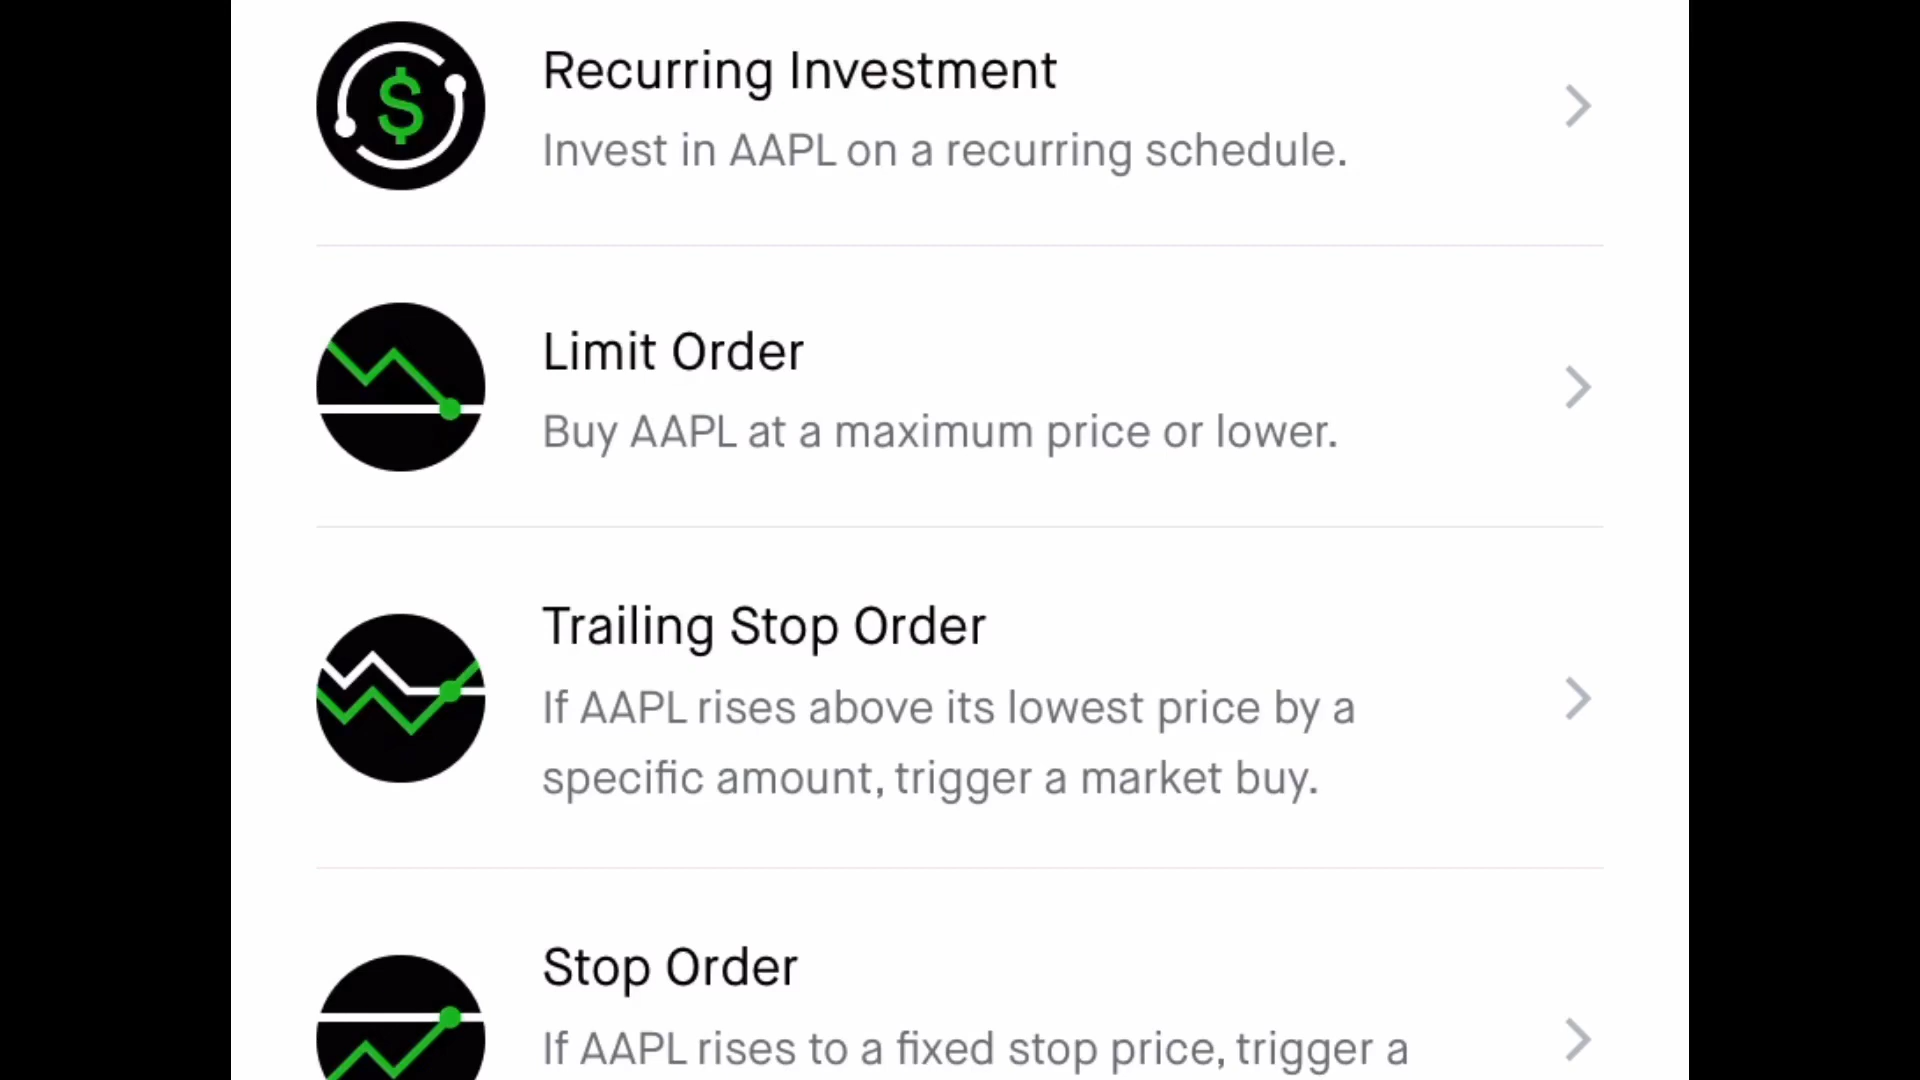 Recurring Investment
Invest in AAPL on a recurring schedule.
Limit Order
Buy AAPL at a maximum price or lower.
Trailing Stop Order
If AAPL rises above its lowest price by a
specific amount, trigger a market buy.
Stop Order
If AAPL rises to a fixed stop price, trigger a